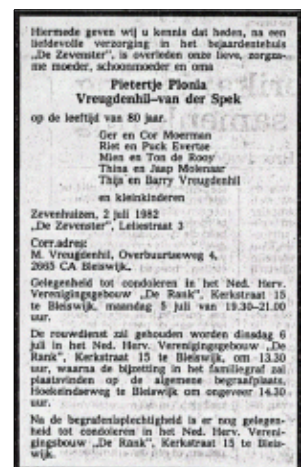 Hiermede geven wij u kennis dat heden, na een
liefdevolle verzorging in het bejaardentehuis
„De Zevenster", is overleden onze lieve, zorgza-
me moeder, schoonmoeder en oma
Pietertje Plonia
Vreugdenhil-van der Spek
op de leeftijd van 80 jaar.
Ger en Cor Moerman
Riet en Puck Evertse
Mien en Ton de Rooy
Thina en Jaap Molenaar
Thijs en Barry Vreugdenhil
en kleinkinderen
Zevenhuizen, 2 juli 1982
„De Zevenster", Leliestraat 3
Corr.adres:
M. Vreugdenhil, Overbuurtseweg 4,
2665 CA Bleiswijk.
Gelegenheid tot condoleren in het Ned. Herv.
Verenigingsgebouw „De Rank", Kerkstraat 15
te Bleiswijk, maandag 5 juli van 19.30-21.00
uur.
De rouwdienst zal gehouden worden dinsdag 6
juli in het Ned. Herv. Verenigingsgebouw „De
Rank", Kerkstraat 15 te Bleiswijk, om 13.30
uur, waarna de bijzetting in het familiegraf zal
plaatsvinden op de algemene begraafplaats,
Hoekeindseweg te Bleiswijk om ongeveer 14.30
uur.
Na de begrafenisplechtigheid is er nog gelegen-
heid tot condoleren in het Ned. Herv. Vereni-
gingsbouw „De Rank", Kerkstraat 15 te Bleis-
wijk.